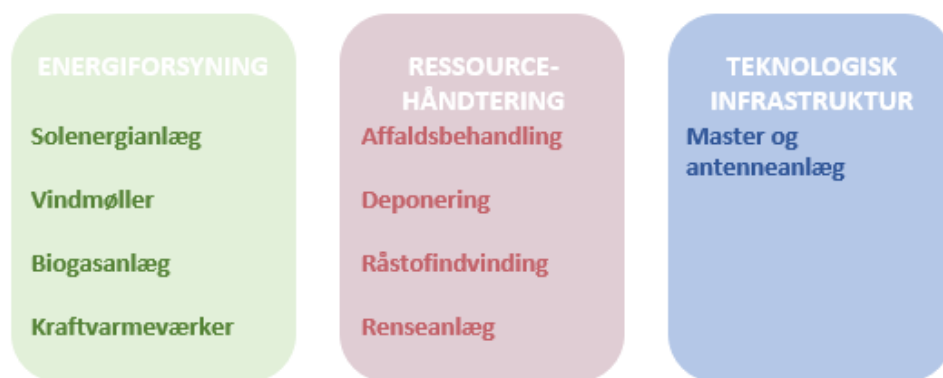 ENERGIFORSYNING
Solenergianlæg
Vindmøller
Biogasanlæg
Kraftvarmeværker
RESSOURCE-
HÅNDTERING
Affaldsbehandling
Deponering
Råstofindvinding
Renseanlæg
TEKNOLOGISK
INFRASTRUKTUR
Master og
antenneanlæg